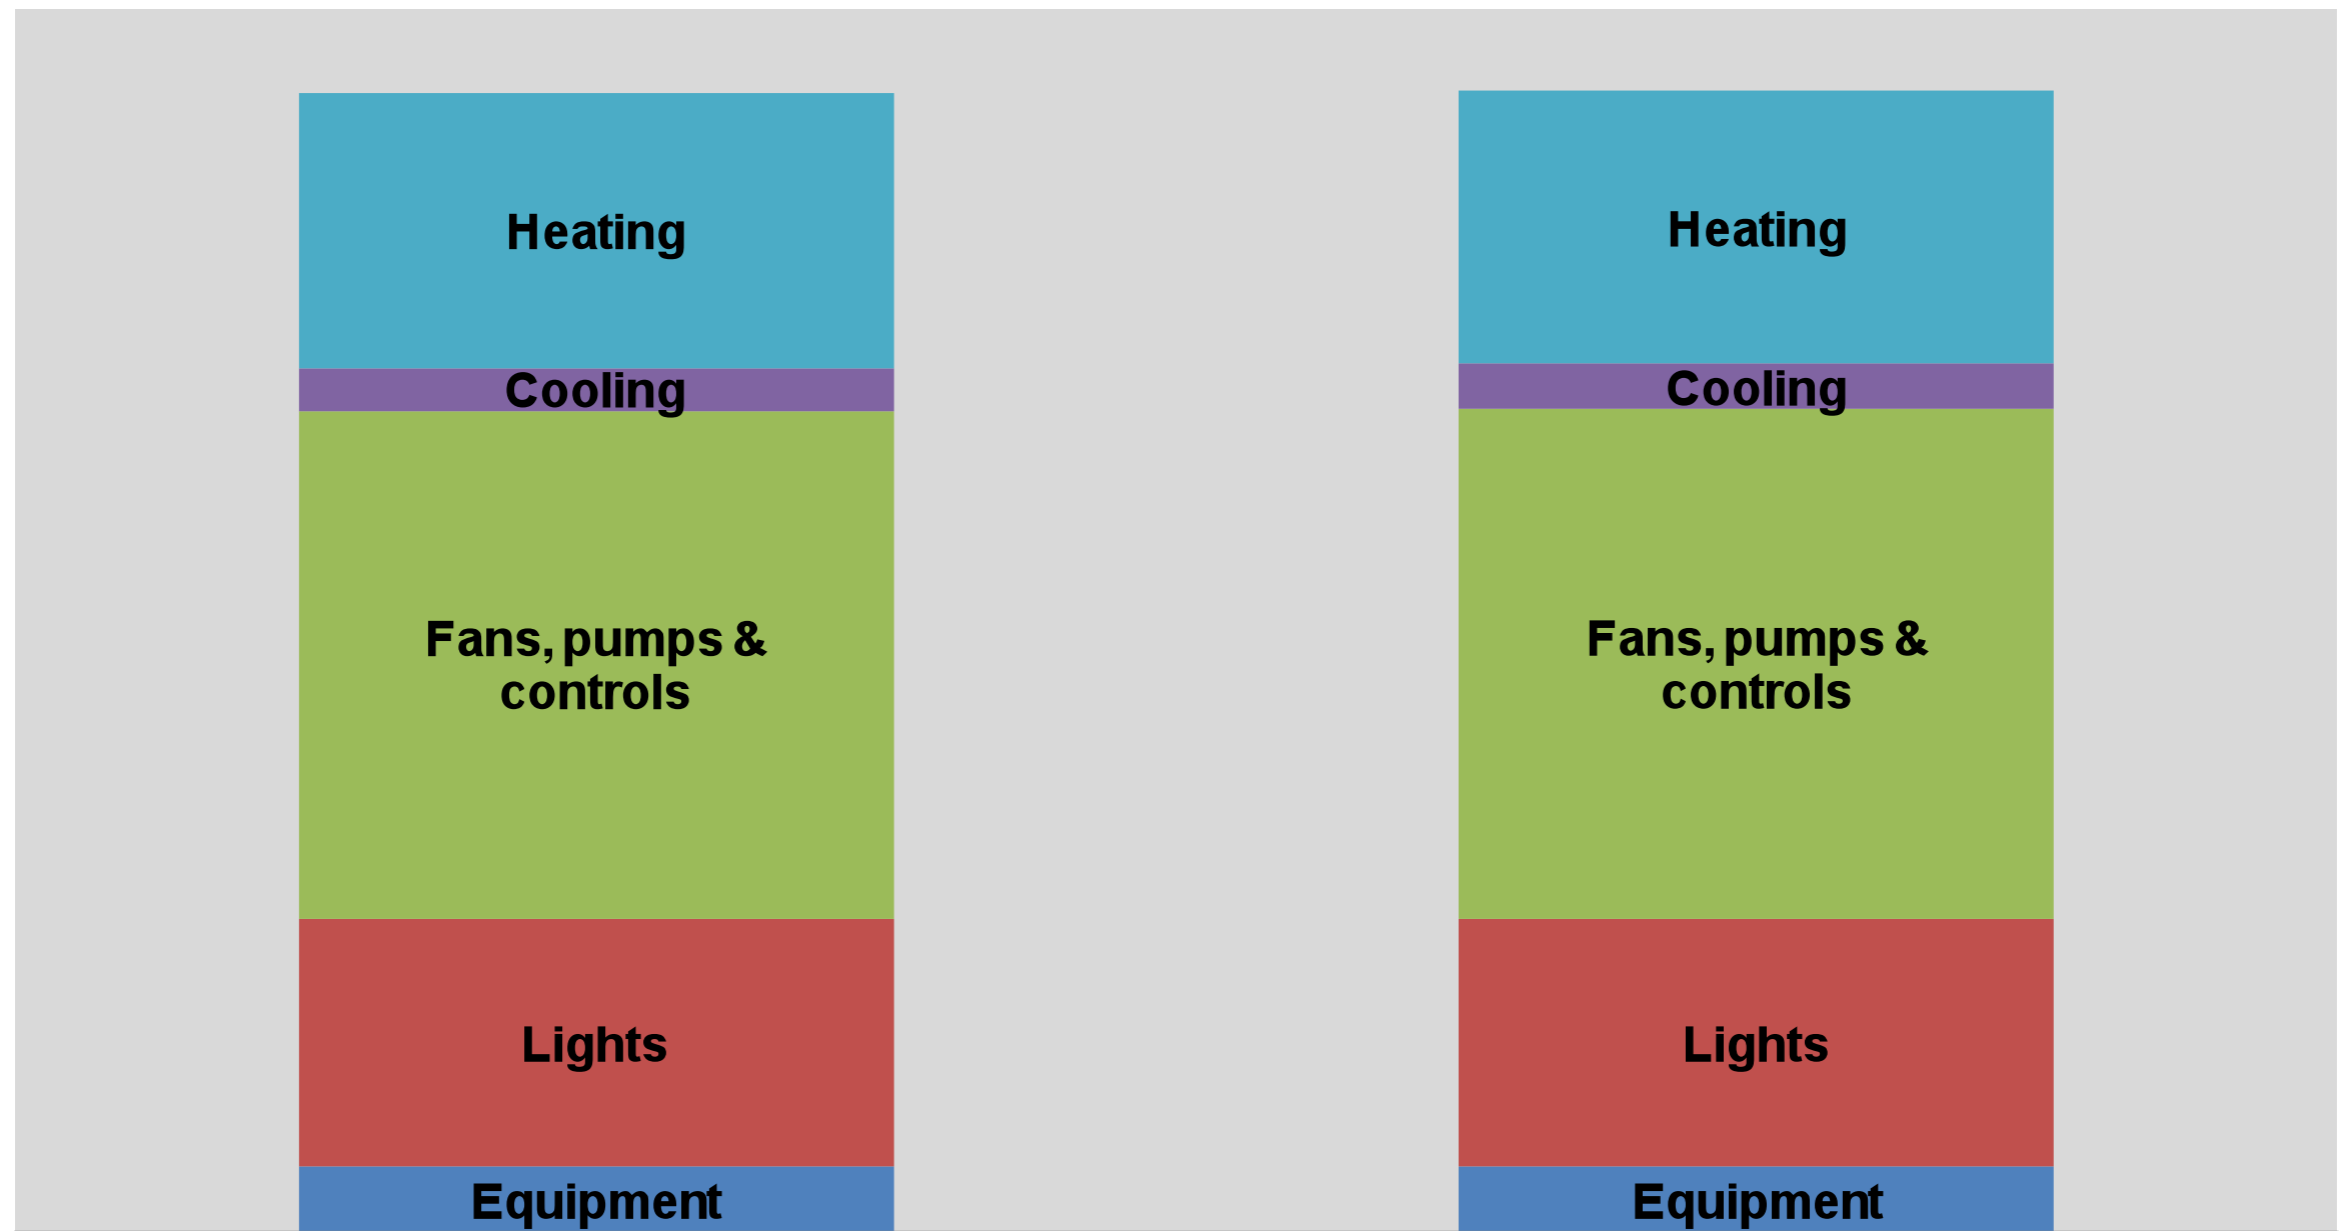 Heating
Cooling
Fans, pumps &
controls
Lights
Equipment
Heating
Cooling
Fans, pumps &
controls
Lights
Equipment